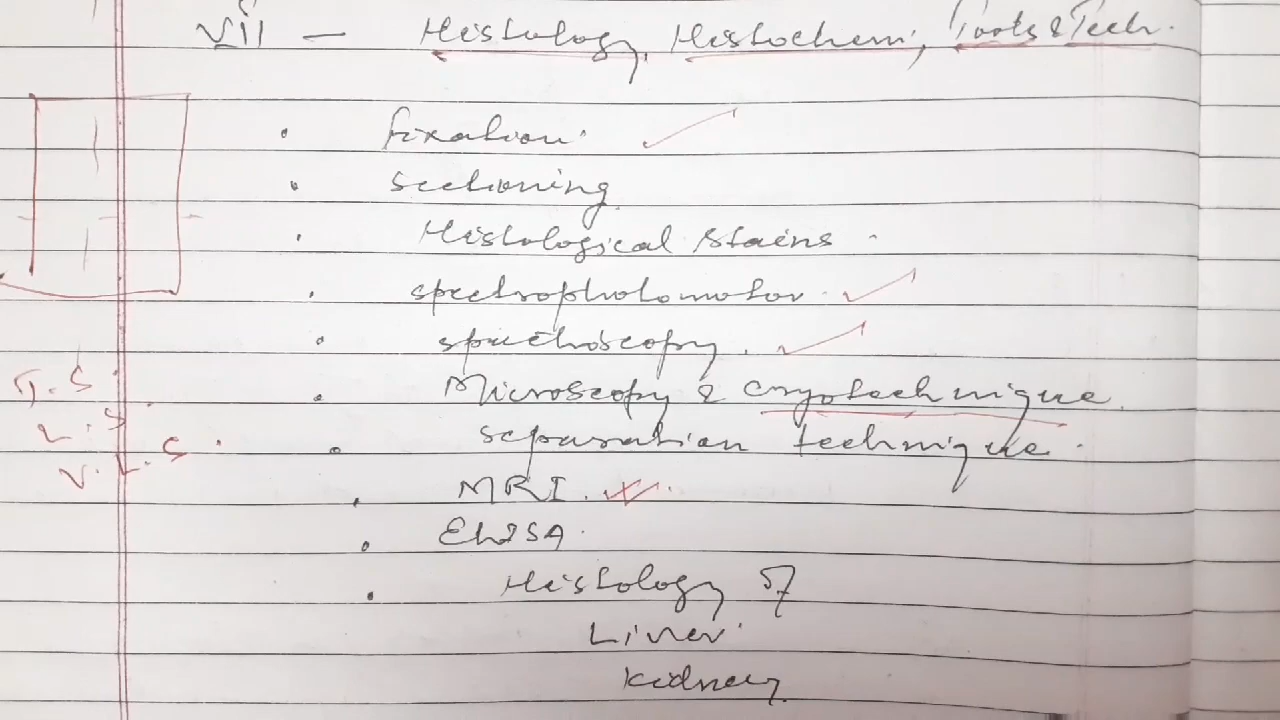 vii — Histology, Histochem, Tools & Tech.
• fixation.
• sectioning
• Histological stains.
• spectrophotomotor.
• spectroscopy.
• Microscopy & cryotechnique.
• separation technique.
• MRI.
• ELISA.
• Histology of
Liver
kidney
T.S.
L.S.
V.L.S.